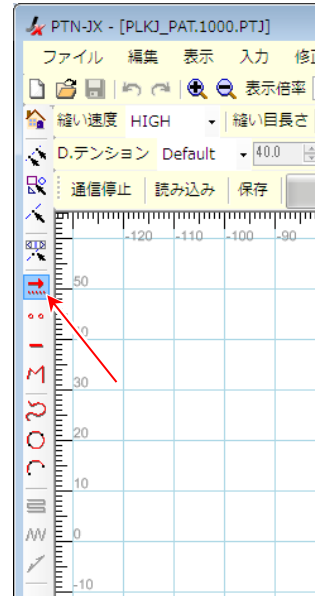 PTN-JX - [PLKJ_PAT.1000.PTJ]
ファイル 編集 表示 入力
表示倍率
縫い速度 HIGH 縫い目長さ
D.テンション Default 40.0
通信停止 読み込み 保存
-120 -110 -100 -90
50
30
20
10
0
-10